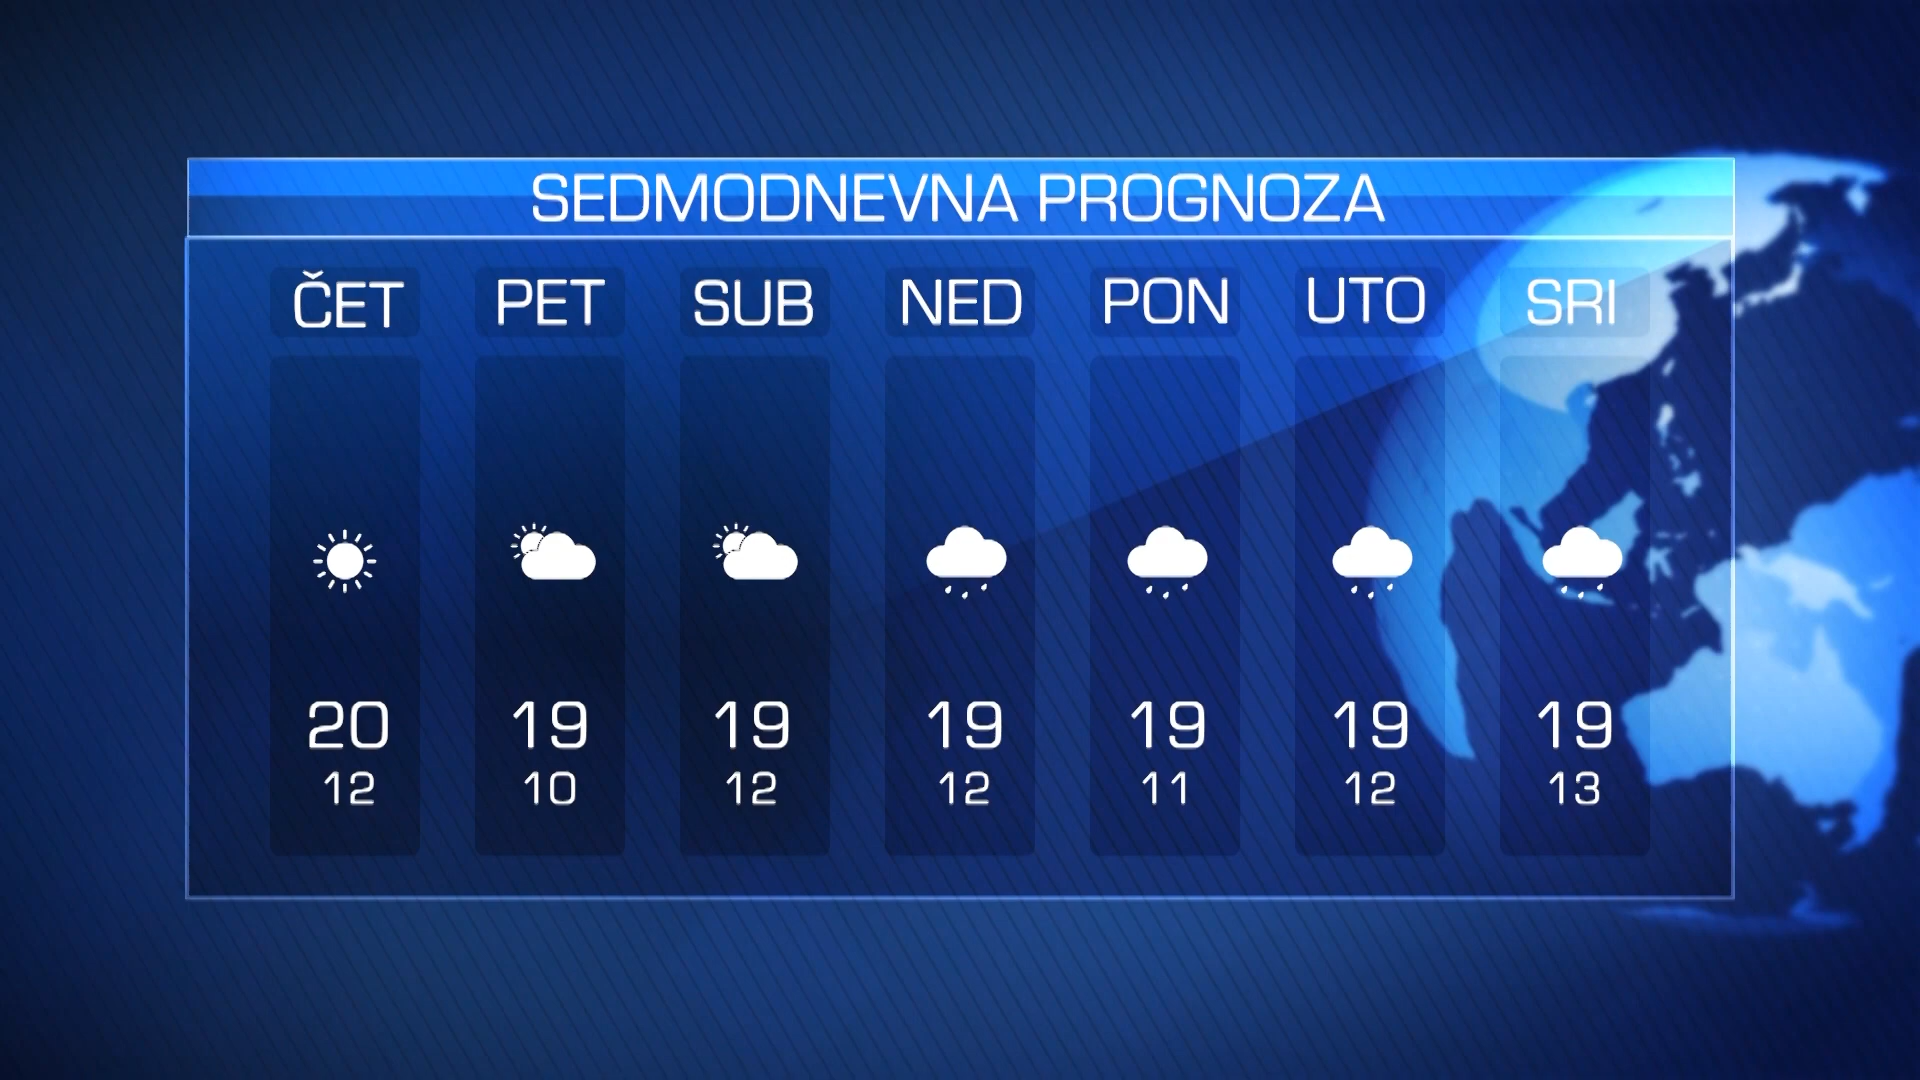 SEDMODNEVNA PROGNOZA
ČET PET SUB NED PON UTO SRI
20 19 19 19 19 19 19
12 10 12 12 11 12 13